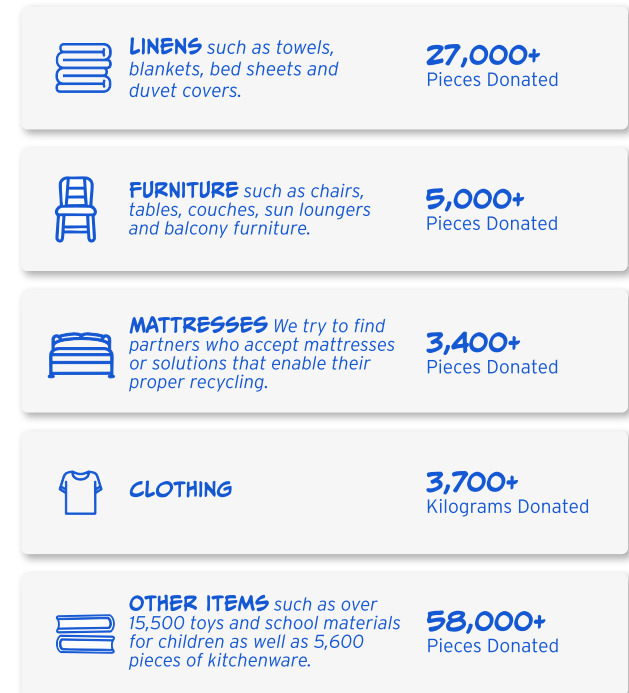 LINENS such as towels,
blankets, bed sheets and
duvet covers.
27,000+
Pieces Donated
FURNITURE such as chairs,
tables, couches, sun loungers
and balcony furniture.
5,000+
Pieces Donated
MATTRESSES We try to find
partners who accept mattresses
or solutions that enable their
proper recycling.
3,400+
Pieces Donated
CLOTHING
3,700+
Kilograms Donated
OTHER ITEMS such as over
15,500 toys and school materials
for children as well as 5,600
pieces of kitchenware.
58,000+
Pieces Donated